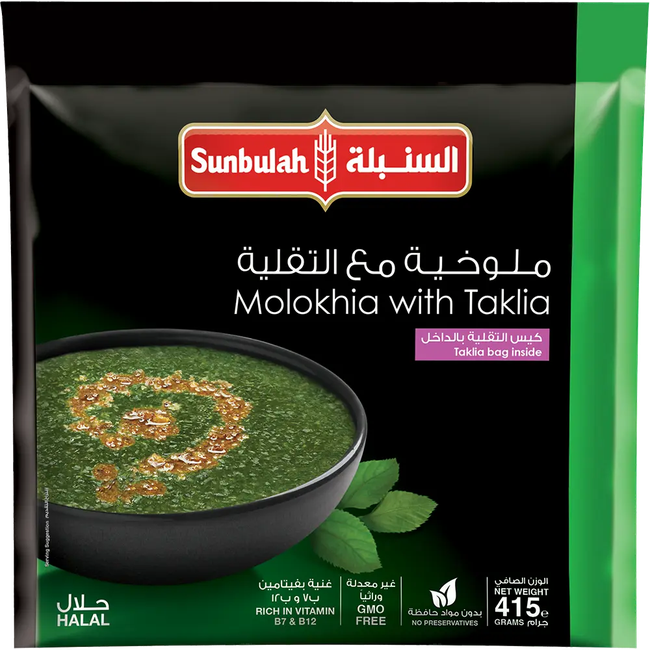 Sunbulah السنبلة
ملوخية مع التقلية
Molokhia with Taklia
كيس التقلية بالداخل
Taklia bag inside
Serving Suggestion
حلال
HALAL
غنية بفيتامين
ب٧ و ب١٢
RICH IN VITAMIN
B7 & B12
غير معدلة
وراثياً
GMO
FREE
بدون مواد حافظة
NO PRESERVATIVES
الوزن الصافي
NET WEIGHT
415 e
GRAMS جرام